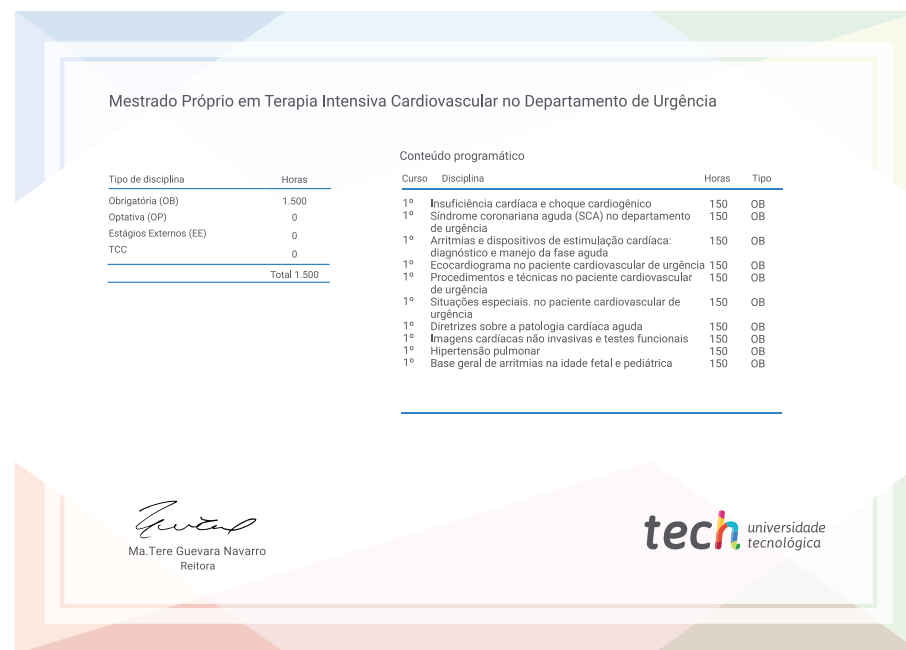 Mestrado Próprio em Terapia Intensiva Cardiovascular no Departamento de Urgência
Tipo de disciplina Horas
Obrigatória (OB) 1.500
Optativa (OP) 0
Estágios Externos (EE) 0
TCC 0
Total 1.500
Conteúdo programático
Curso Disciplina Horas Tipo
1º Insuficiência cardíaca e choque cardiogênico 150 OB
1º Síndrome coronariana aguda (SCA) no departamento 150 OB
de urgência
1º Arritmias e dispositivos de estimulação cardíaca: 150 OB
diagnóstico e manejo da fase aguda
1º Ecocardiograma no paciente cardiovascular de urgência 150 OB
1º Procedimentos e técnicas no paciente cardiovascular 150 OB
de urgência
1º Situações especiais. no paciente cardiovascular de 150 OB
urgência
1º Diretrizes sobre a patologia cardíaca aguda 150 OB
1º Imagens cardíacas não invasivas e testes funcionais 150 OB
1º Hipertensão pulmonar 150 OB
1º Base geral de arritmias na idade fetal e pediátrica 150 OB
Ma.Tere Guevara Navarro
Reitora
tech universidade
tecnológica